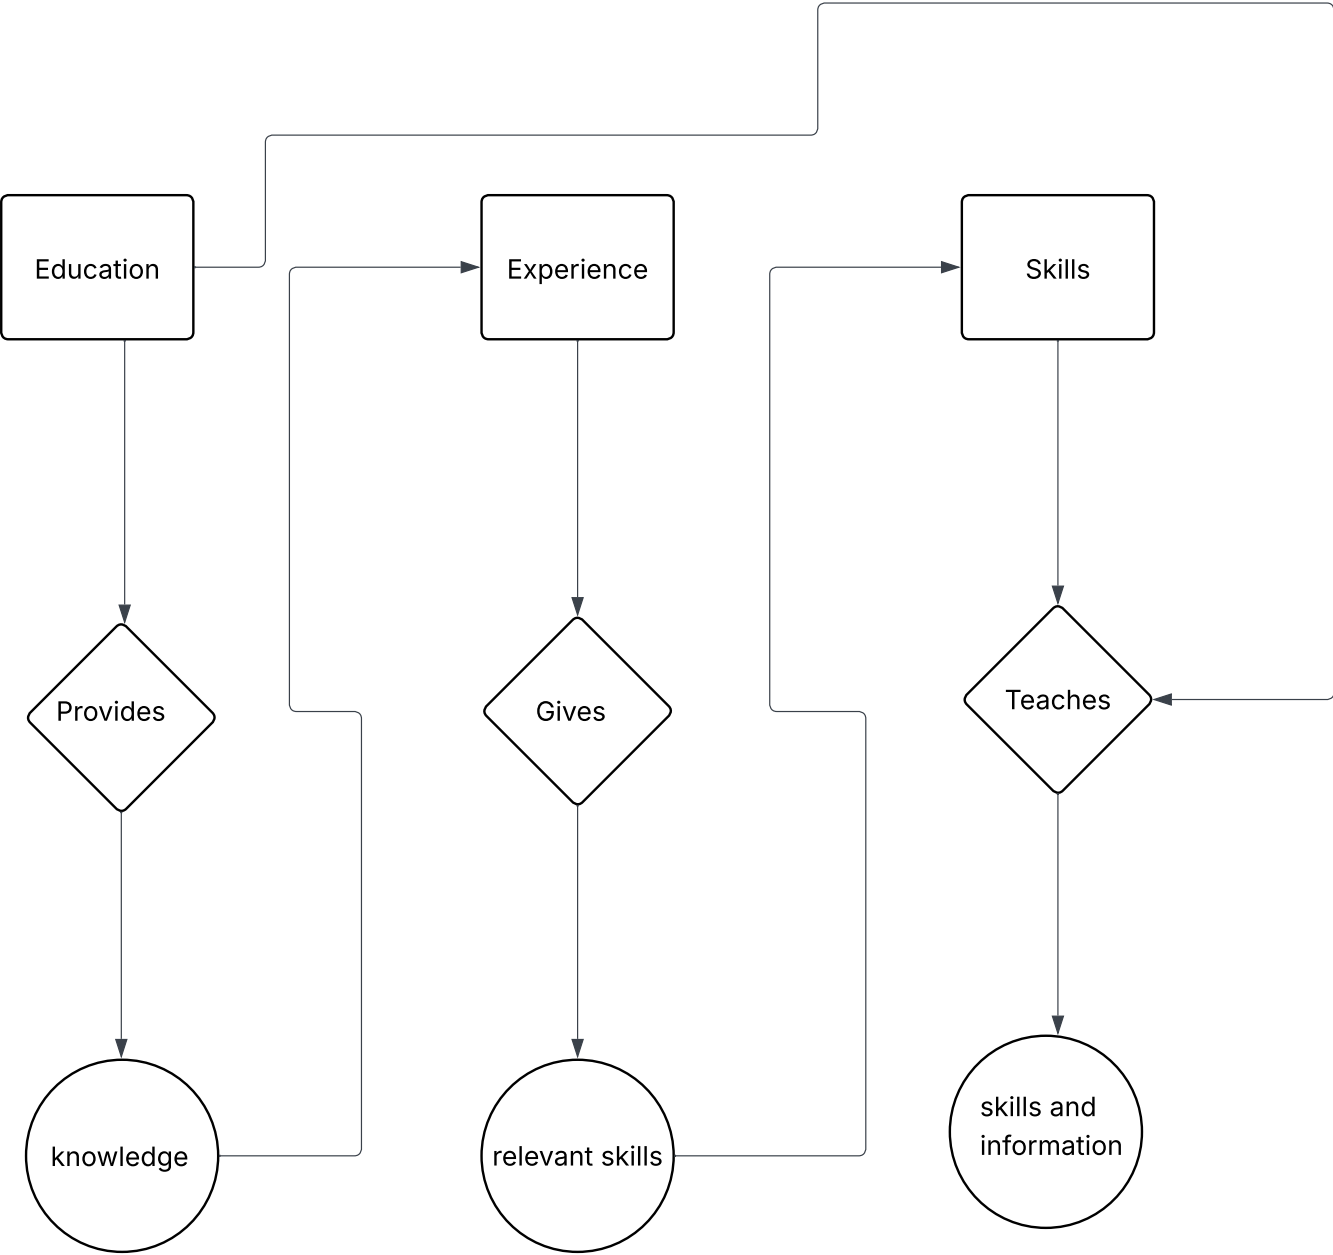 Education
Experience
Skills
Provides
Gives
Teaches
knowledge
relevant skills
skills and
information